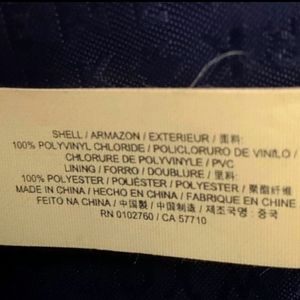 SHELL / ARMAZON / EXTERIEUR / 面料:
100% POLYVINYL CHLORIDE / POLICLORURO DE VINILO /
CHLORURE DE POLYVINYLE / PVC
LINING / FORRO / DOUBLURE / 里料:
100% POLYESTER / POLIÉSTER / POLYESTER / 聚酯纤维
MADE IN CHINA / HECHO EN CHINA / FABRIQUÉ EN CHINE /
FEITO NA CHINA / 中国製 / 中国制造 / 제조국명 : 중국
RN 0102760 / CA 57710